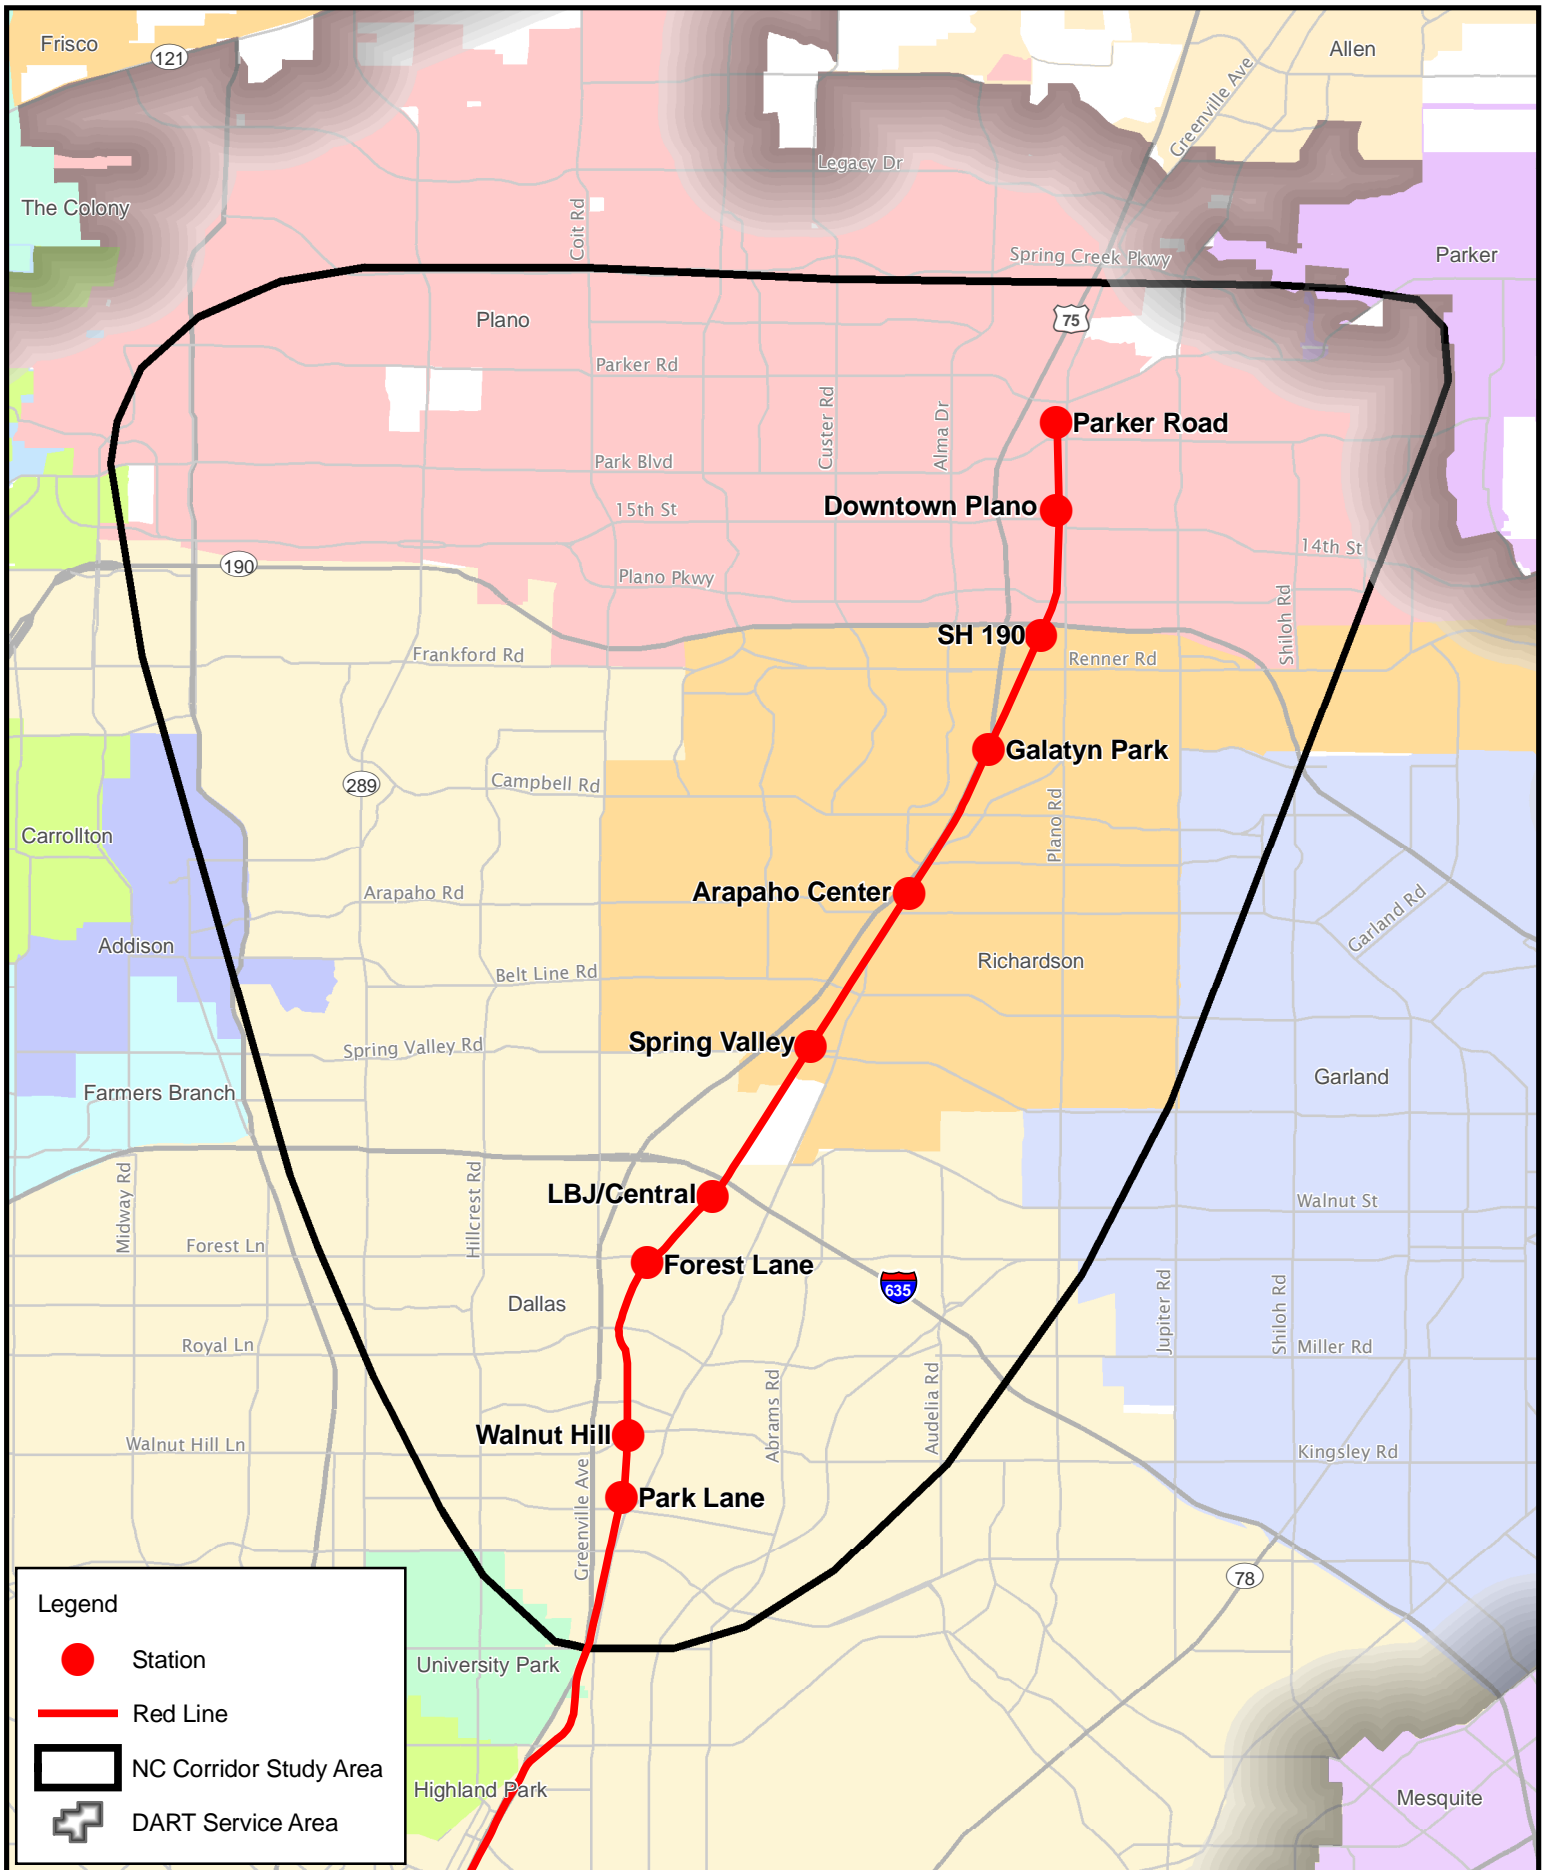 Frisco
121
Allen
Greenville Ave
Legacy Dr
The Colony
Coit Rd
Spring Creek Pkwy
Parker
Plano
75
Parker Rd
Custer Rd
Alma Dr
Parker Road
Park Blvd
Downtown Plano
15th St
14th St
190
Plano Pkwy
Shiloh Rd
SH 190
Frankford Rd
Renner Rd
Galatyn Park
289
Campbell Rd
Plano Rd
Carrollton
Arapaho Rd
Arapaho Center
Garland Rd
Addison
Richardson
Belt Line Rd
Spring Valley Rd
Spring Valley
Garland
Farmers Branch
Midway Rd
Hillcrest Rd
LBJ/Central
Walnut St
Forest Ln
Forest Lane
635
Dallas
Jupiter Rd
Shiloh Rd
Royal Ln
Miller Rd
Abrams Rd
Audelia Rd
Walnut Hill Ln
Walnut Hill
Kingsley Rd
Greenville Ave
Park Lane
78
Legend
Station
Red Line
NC Corridor Study Area
DART Service Area
University Park
Highland Park
Mesquite